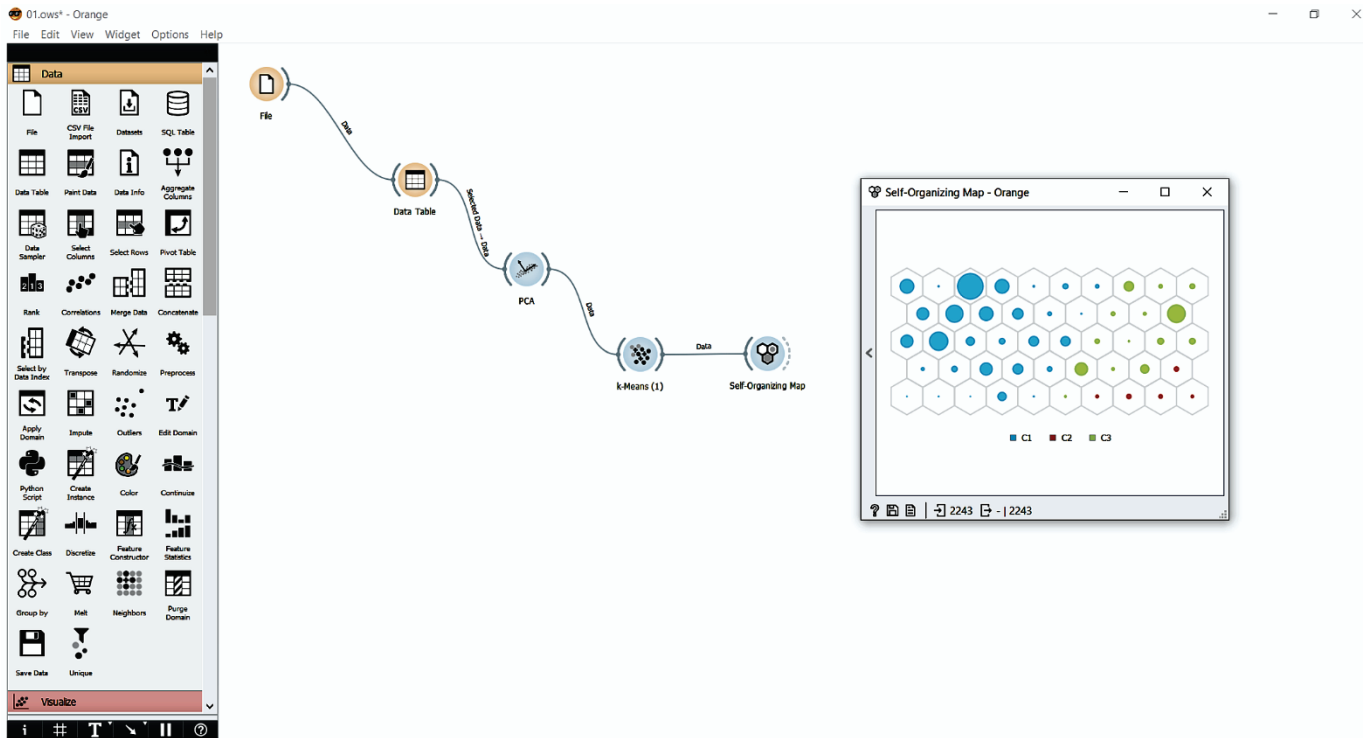 01.ows* - Orange
File Edit View Widget Options Help
Data
File
CSV File
Import
Datasets
SQL Table
Data Table
Paint Data
Data Info
Aggregate
Columns
Data
Sampler
Select
Columns
Select Rows
Pivot Table
Rank
Correlations
Merge Data
Concatenate
Select by
Data Index
Transpose
Randomize
Preprocess
Apply
Domain
Impute
Outliers
Edit Domain
Python
Script
Create
Instance
Color
Continuize
Create Class
Discretize
Feature
Constructor
Feature
Statistics
Group by
Melt
Neighbors
Purge
Domain
Save Data
Unique
Visualize
File
Data
Data Table
Selected Data → Data
PCA
Data
k-Means (1)
Data
Self-Organizing Map
Self-Organizing Map - Orange
C1 C2 C3
2243 - | 2243